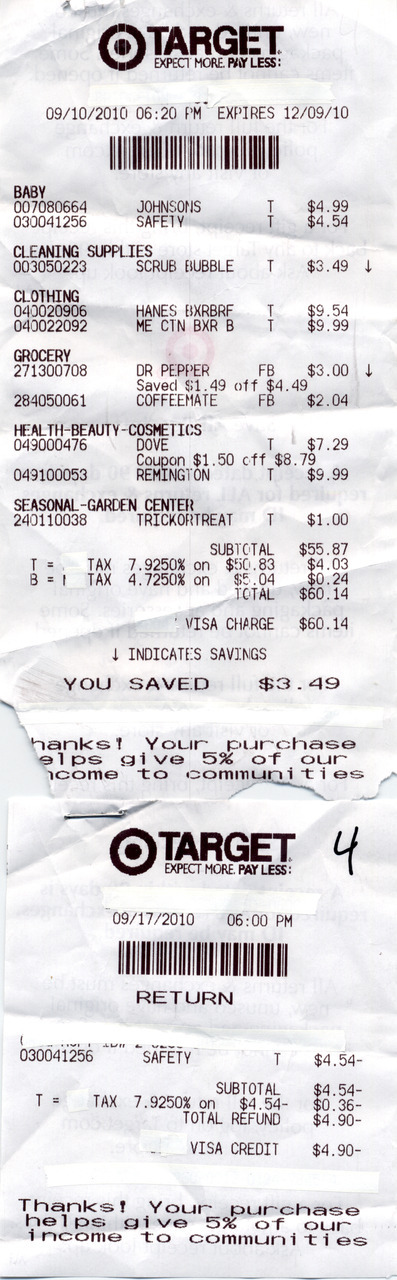 TARGET
EXPECT MORE. PAY LESS:
09/10/2010 06:20 PM EXPIRES 12/09/10
BABY
007080664 JOHNSONS T $4.99
030041256 SAFETY T $4.54
CLEANING SUPPLIES
003050223 SCRUB BUBBLE T $3.49 ↓
CLOTHING
040020906 HANES BXRBRF T $9.54
040022092 ME CTN BXR B T $9.99
GROCERY
271300708 DR PEPPER FB $3.00 ↓
Saved $1.49 off $4.49
284050061 COFFEEMATE FB $2.04
HEALTH-BEAUTY-COSMETICS
049000476 DOVE T $7.29
Coupon $1.50 off $8.79
049100053 REMINGTON T $9.99
SEASONAL-GARDEN CENTER
240110038 TRICKORTREAT T $1.00
SUBTOTAL $55.87
T = TAX 7.9250% on $50.83 $4.03
B = TAX 4.7250% on $5.04 $0.24
TOTAL $60.14
VISA CHARGE $60.14
↓ INDICATES SAVINGS
YOU SAVED $3.49
hanks! Your purchase
elps give 5% of our
ncome to communities
TARGET 4
EXPECT MORE. PAY LESS:
09/17/2010 06:00 PM
RETURN
030041256 SAFETY T $4.54-
SUBTOTAL $4.54-
T = TAX 7.9250% on $4.54- $0.36-
TOTAL REFUND $4.90-
VISA CREDIT $4.90-
Thanks! Your purchase
helps give 5% of our
income to communities